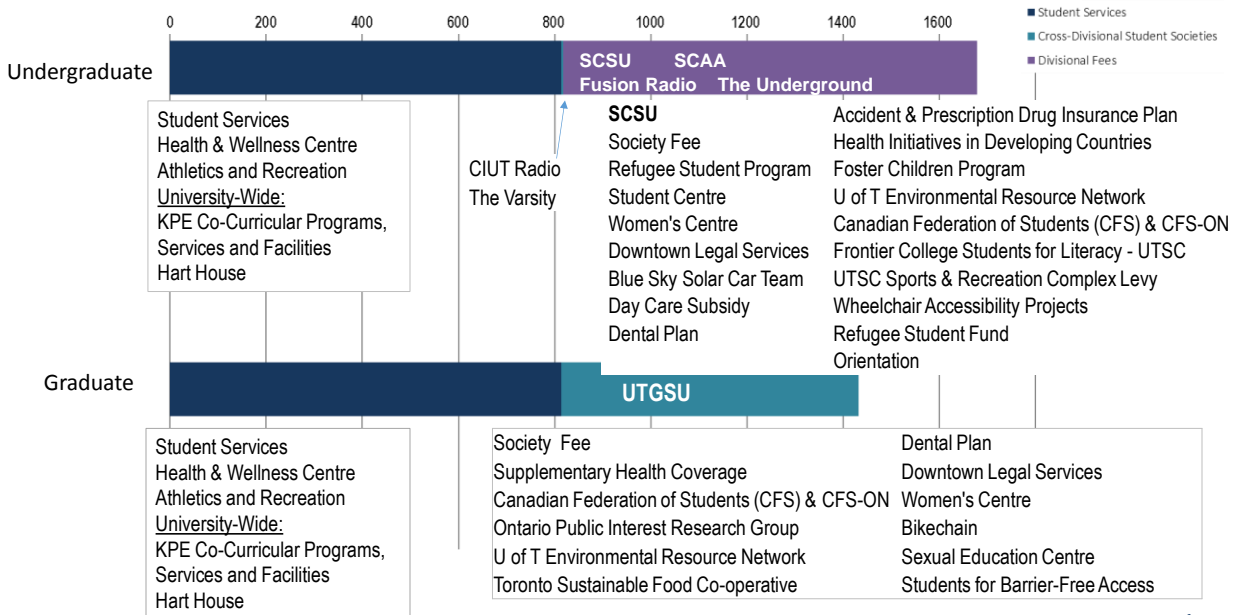 0 200 400 600 800 1000 1200 1400 1600
Student Services
Cross-Divisional Student Societies
Divisional Fees
Undergraduate
SCSU SCAA
Fusion Radio The Underground
Student Services
Health & Wellness Centre
Athletics and Recreation
University-Wide:
KPE Co-Curricular Programs,
Services and Facilities
Hart House
CIUT Radio
The Varsity
SCSU
Society Fee
Refugee Student Program
Student Centre
Women's Centre
Downtown Legal Services
Blue Sky Solar Car Team
Day Care Subsidy
Dental Plan
Accident & Prescription Drug Insurance Plan
Health Initiatives in Developing Countries
Foster Children Program
U of T Environmental Resource Network
Canadian Federation of Students (CFS) & CFS-ON
Frontier College Students for Literacy - UTSC
UTSC Sports & Recreation Complex Levy
Wheelchair Accessibility Projects
Refugee Student Fund
Orientation
Graduate
UTGSU
Student Services
Health & Wellness Centre
Athletics and Recreation
University-Wide:
KPE Co-Curricular Programs,
Services and Facilities
Hart House
Society Fee
Supplementary Health Coverage
Canadian Federation of Students (CFS) & CFS-ON
Ontario Public Interest Research Group
U of T Environmental Resource Network
Toronto Sustainable Food Co-operative
Dental Plan
Downtown Legal Services
Women's Centre
Bikechain
Sexual Education Centre
Students for Barrier-Free Access